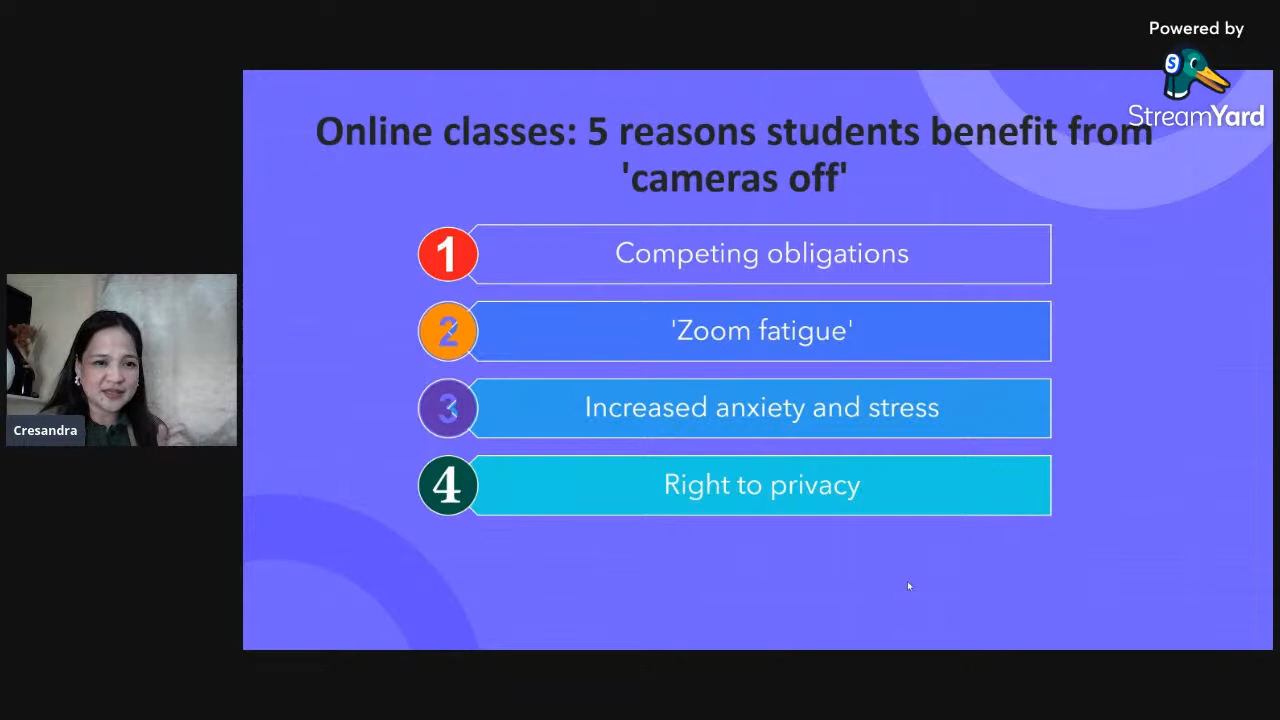 Powered by
StreamYard
Online classes: 5 reasons students benefit from
'cameras off'
1
Competing obligations
2
'Zoom fatigue'
3
Increased anxiety and stress
4
Right to privacy
Cresandra
S